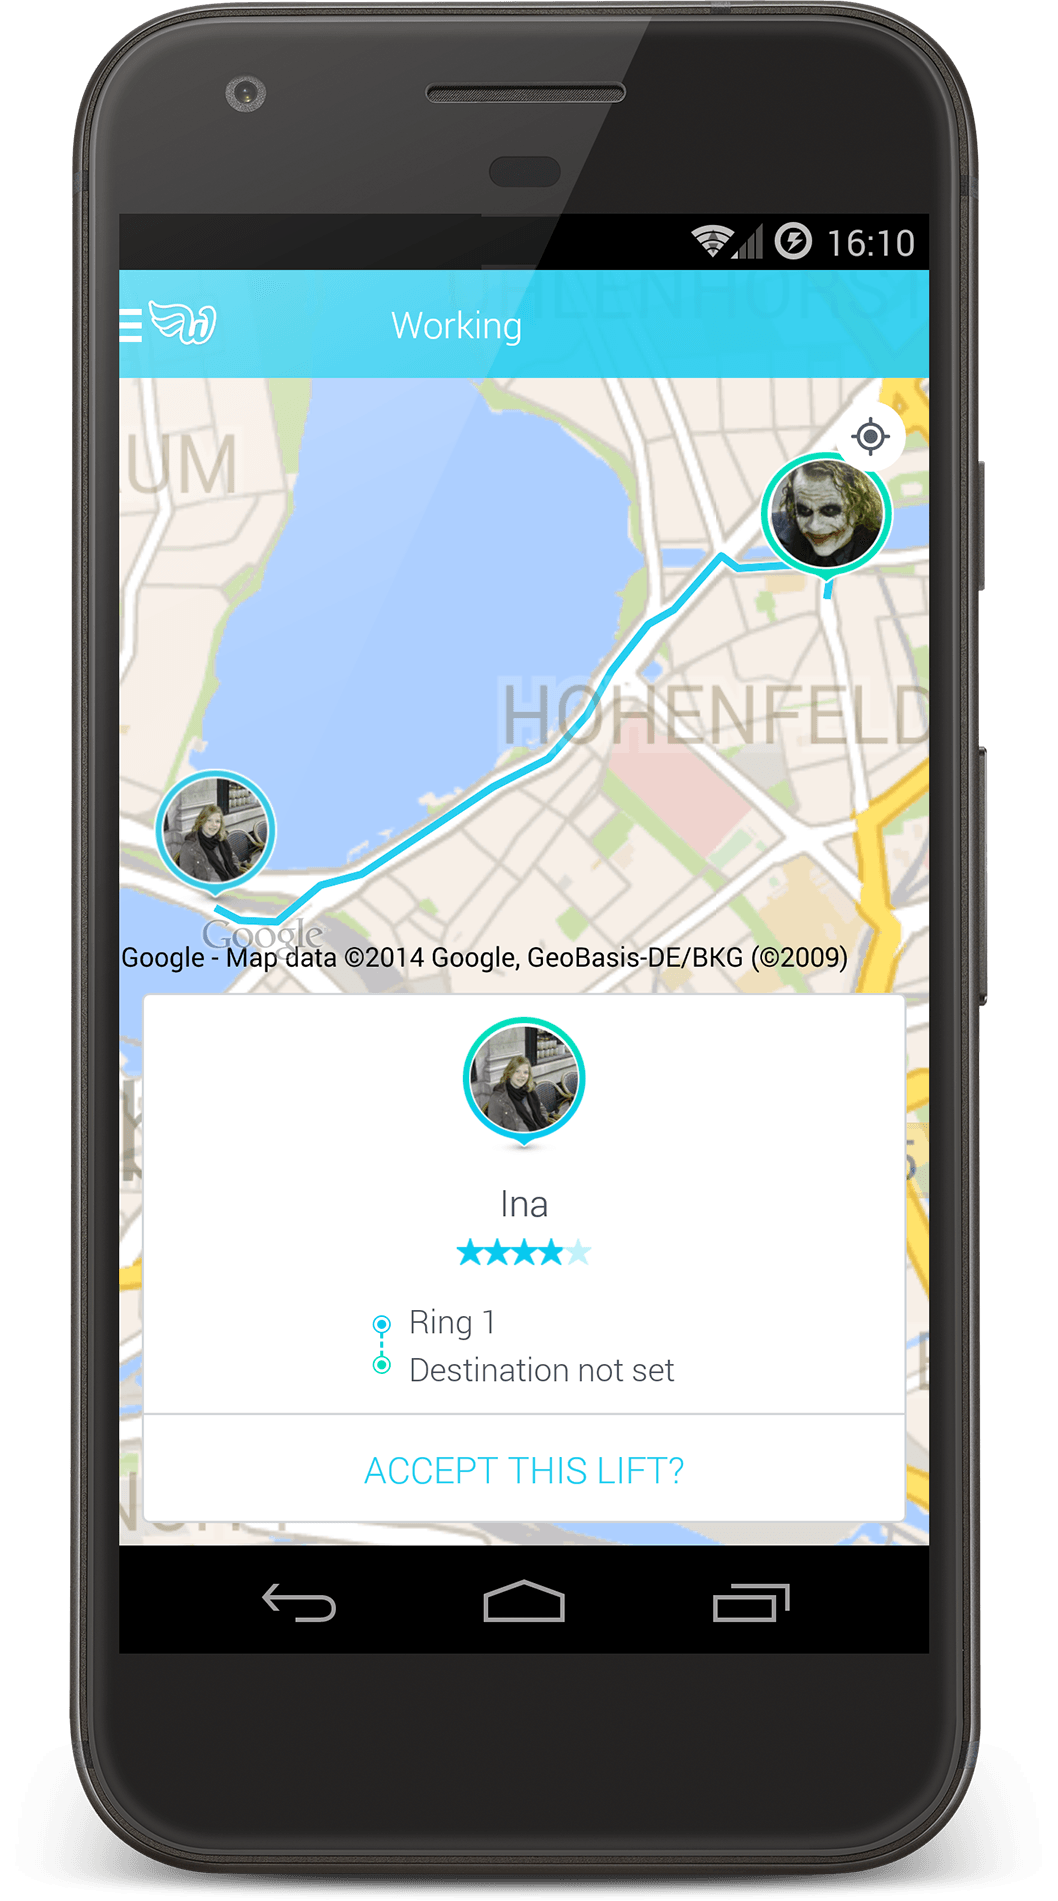 16:10
UHLENHORST
Working
UM
HOHENFELD
Google
Google - Map data ©2014 Google, GeoBasis-DE/BKG (©2009)
Ina
Ring 1
Destination not set
ACCEPT THIS LIFT?